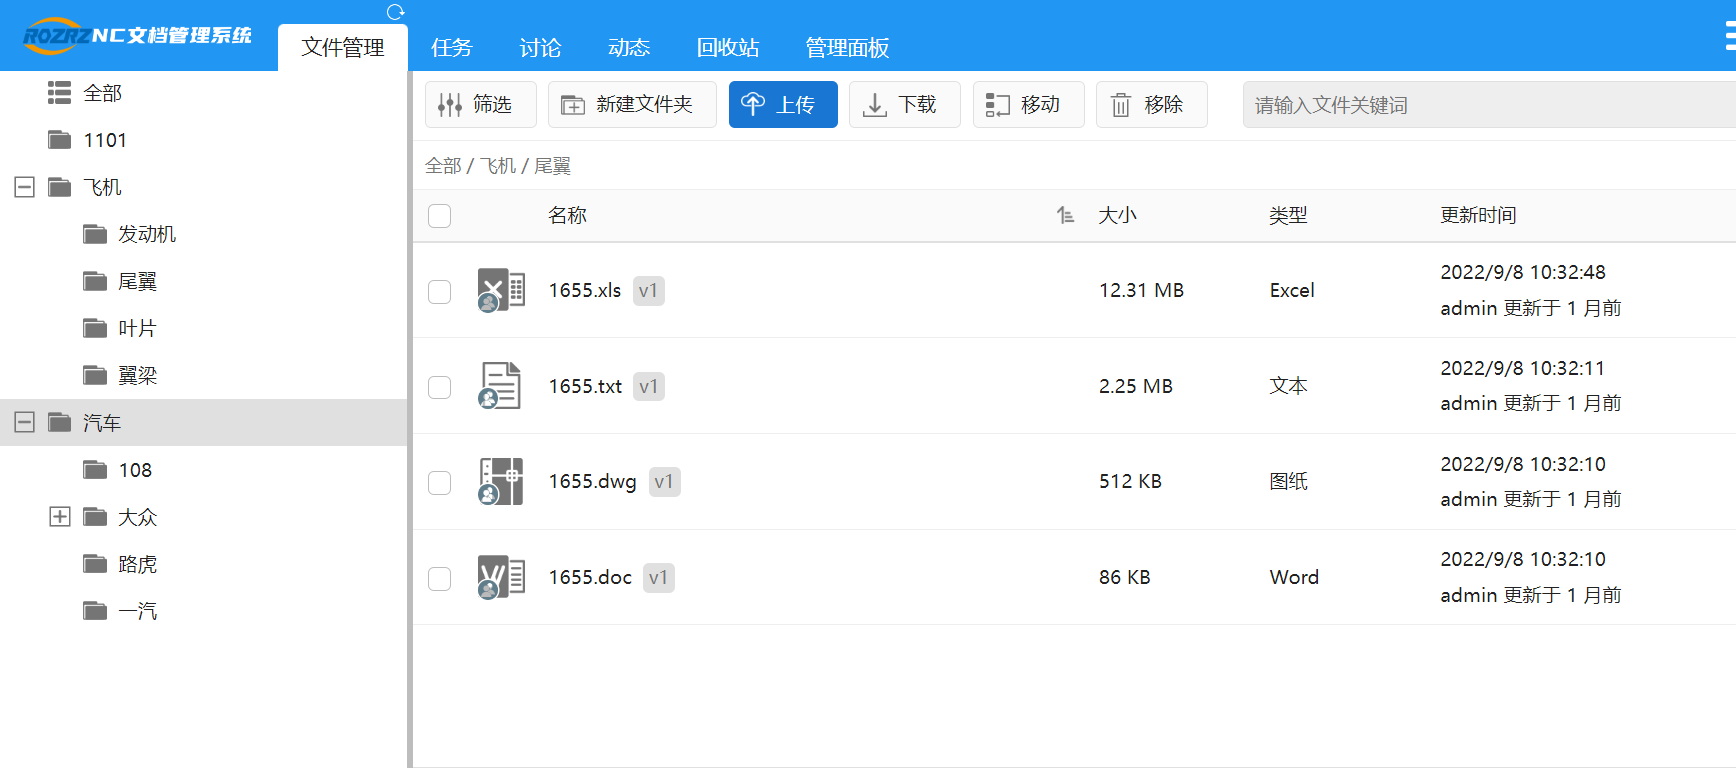 ROZRZ NC文档管理系统
文件管理 任务 讨论 动态 回收站 管理面板
全部
1101
飞机
发动机
尾翼
叶片
翼梁
汽车
108
大众
路虎
一汽
筛选 新建文件夹 上传 下载 移动 移除 请输入文件关键词
全部 / 飞机 / 尾翼
名称 大小 类型 更新时间
1655.xls v1 12.31 MB Excel 2022/9/8 10:32:48
admin 更新于 1 月前
1655.txt v1 2.25 MB 文本 2022/9/8 10:32:11
admin 更新于 1 月前
1655.dwg v1 512 KB 图纸 2022/9/8 10:32:10
admin 更新于 1 月前
1655.doc v1 86 KB Word 2022/9/8 10:32:10
admin 更新于 1 月前